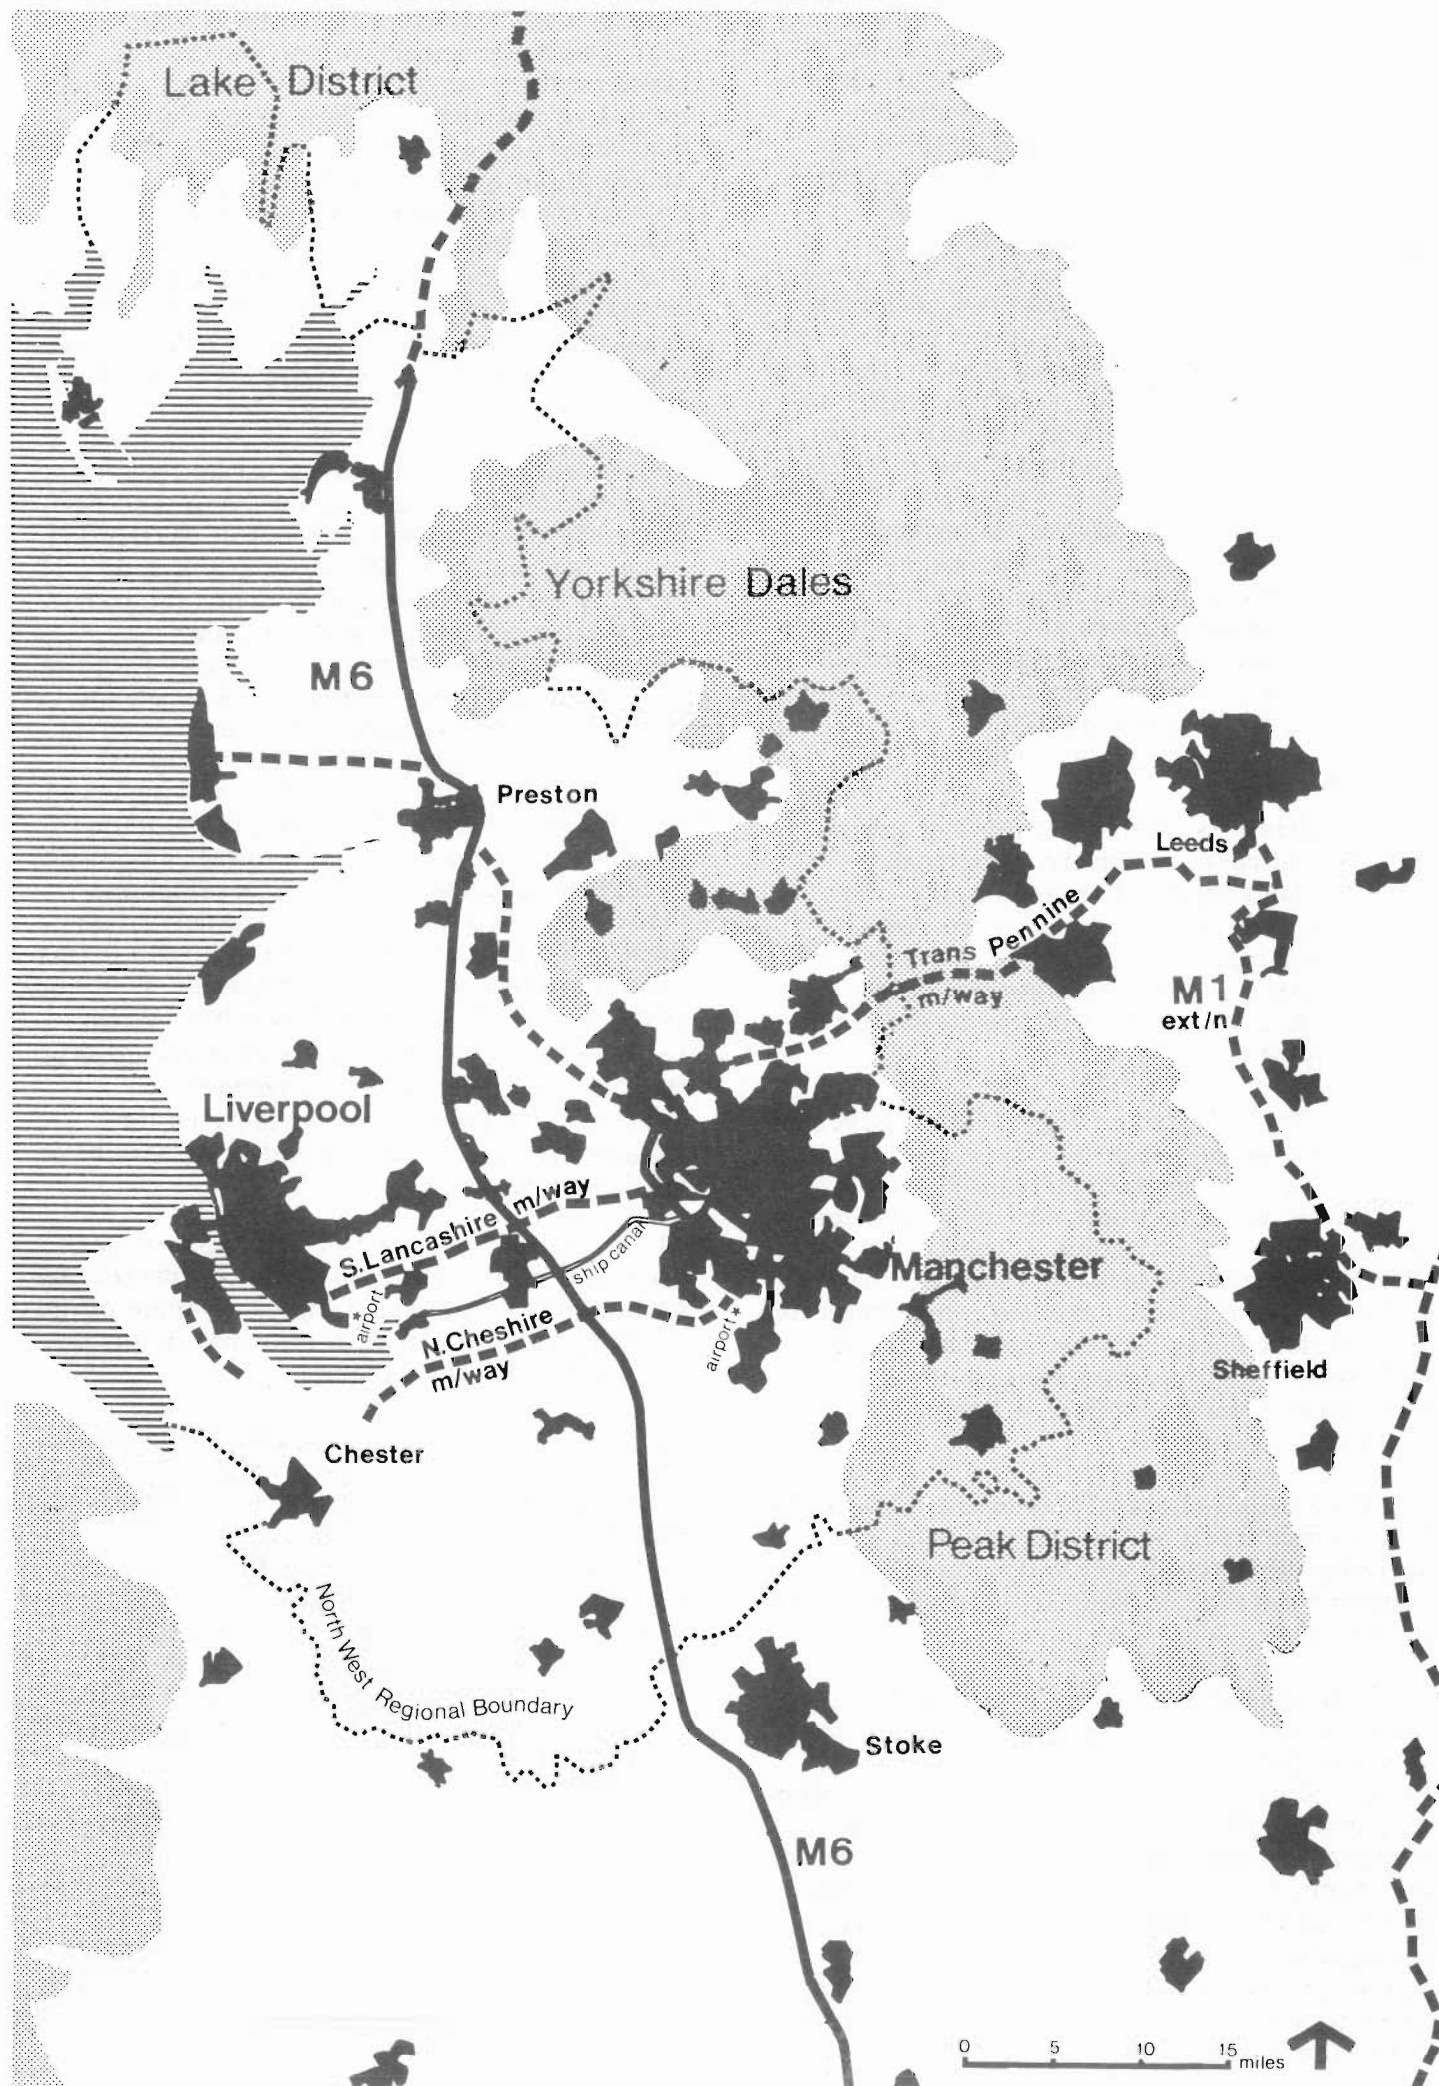 Lake District
Yorkshire Dales
M6
Preston
Leeds
Trans Pennine
m/way
M1
ext/n
Liverpool
S.Lancashire m/way
ship canal
Manchester
airport
N.Cheshire
m/way
airport
Sheffield
Chester
Peak District
North West Regional Boundary
Stoke
M6
0 5 10 15 miles